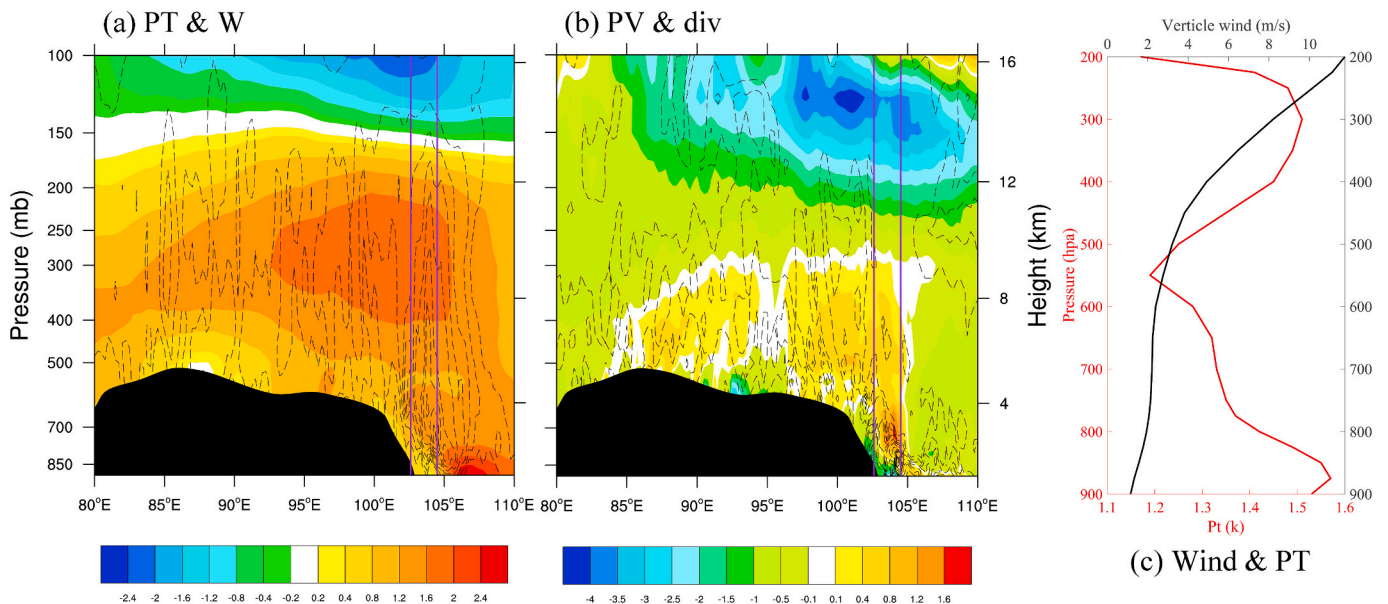 (a) PT & W
(b) PV & div
Verticle wind (m/s)
0 2 4 6 8 10
100
150
200
250
300
400
500
700
850
Pressure (mb)
80°E 85°E 90°E 95°E 100°E 105°E 110°E
-2.4 -2 -1.6 -1.2 -0.8 -0.4 -0.2 0.2 0.4 0.8 1.2 1.6 2 2.4
16
12
8
4
Height (km)
80°E 85°E 90°E 95°E 100°E 105°E 110°E
-4 -3.5 -3 -2.5 -2 -1.5 -1 -0.5 -0.1 0.1 0.4 0.8 1.2 1.6
200
300
400
500
600
700
800
900
Pressure (hpa)
200
300
400
500
600
700
800
900
1.1 1.2 1.3 1.4 1.5 1.6
Pt (k)
(c) Wind & PT